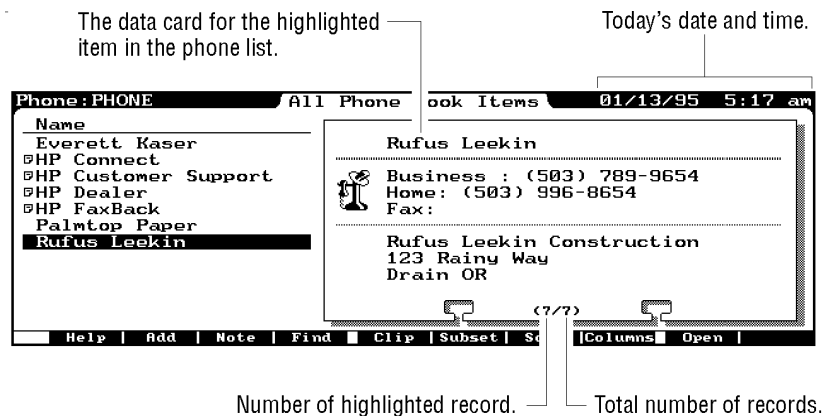 The data card for the highlighted
item in the phone list.
Today's date and time.
Phone:PHONE All Phone ook Items 01/13/95 5:17 am
Name
Everett Kaser
HP Connect
HP Customer Support
HP Dealer
HP FaxBack
Palmtop Paper
Rufus Leekin
Rufus Leekin
Business : (503) 789-9654
Home: (503) 996-8654
Fax:
Rufus Leekin Construction
123 Rainy Way
Drain OR
(7/7)
Help | Add | Note | Find Clip |Subset| So |Columns Open |
Number of highlighted record.
Total number of records.